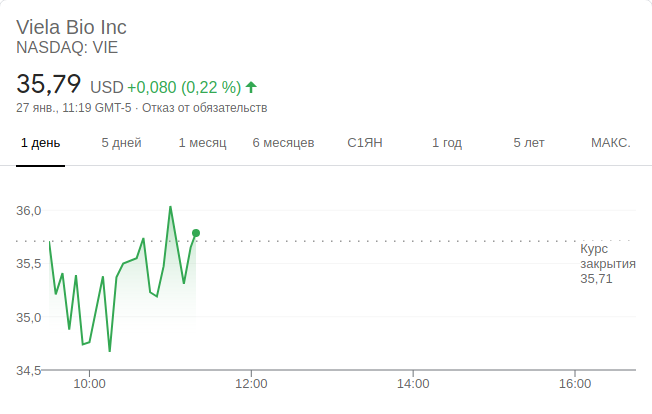 Viela Bio Inc
NASDAQ: VIE
35,79 USD +0,080 (0,22 %)
27 янв., 11:19 GMT-5 · Отказ от обязательств
1 день 5 дней 1 месяц 6 месяцев С1ЯН 1 год 5 лет МАКС.
36,0
Курс
закрытия
35,71
35,5
35,0
34,5
10:00 12:00 14:00 16:00